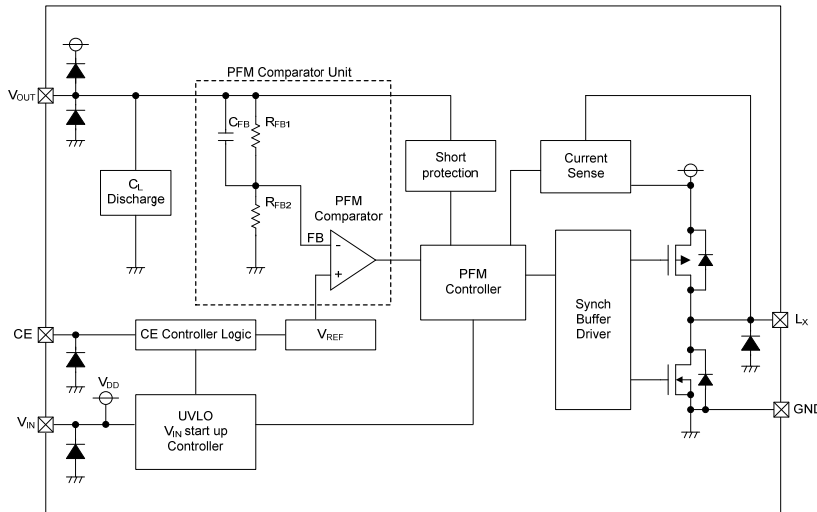 PFM Comparator Unit
VOUT
CFB
RFB1
Short
protection
Current
Sense
CL
Discharge
RFB2
PFM
Comparator
FB
-
+
PFM
Controller
Synch
Buffer
Driver
LX
CE
CE Controller Logic
VREF
VDD
VIN
UVLO
VIN start up
Controller
GND